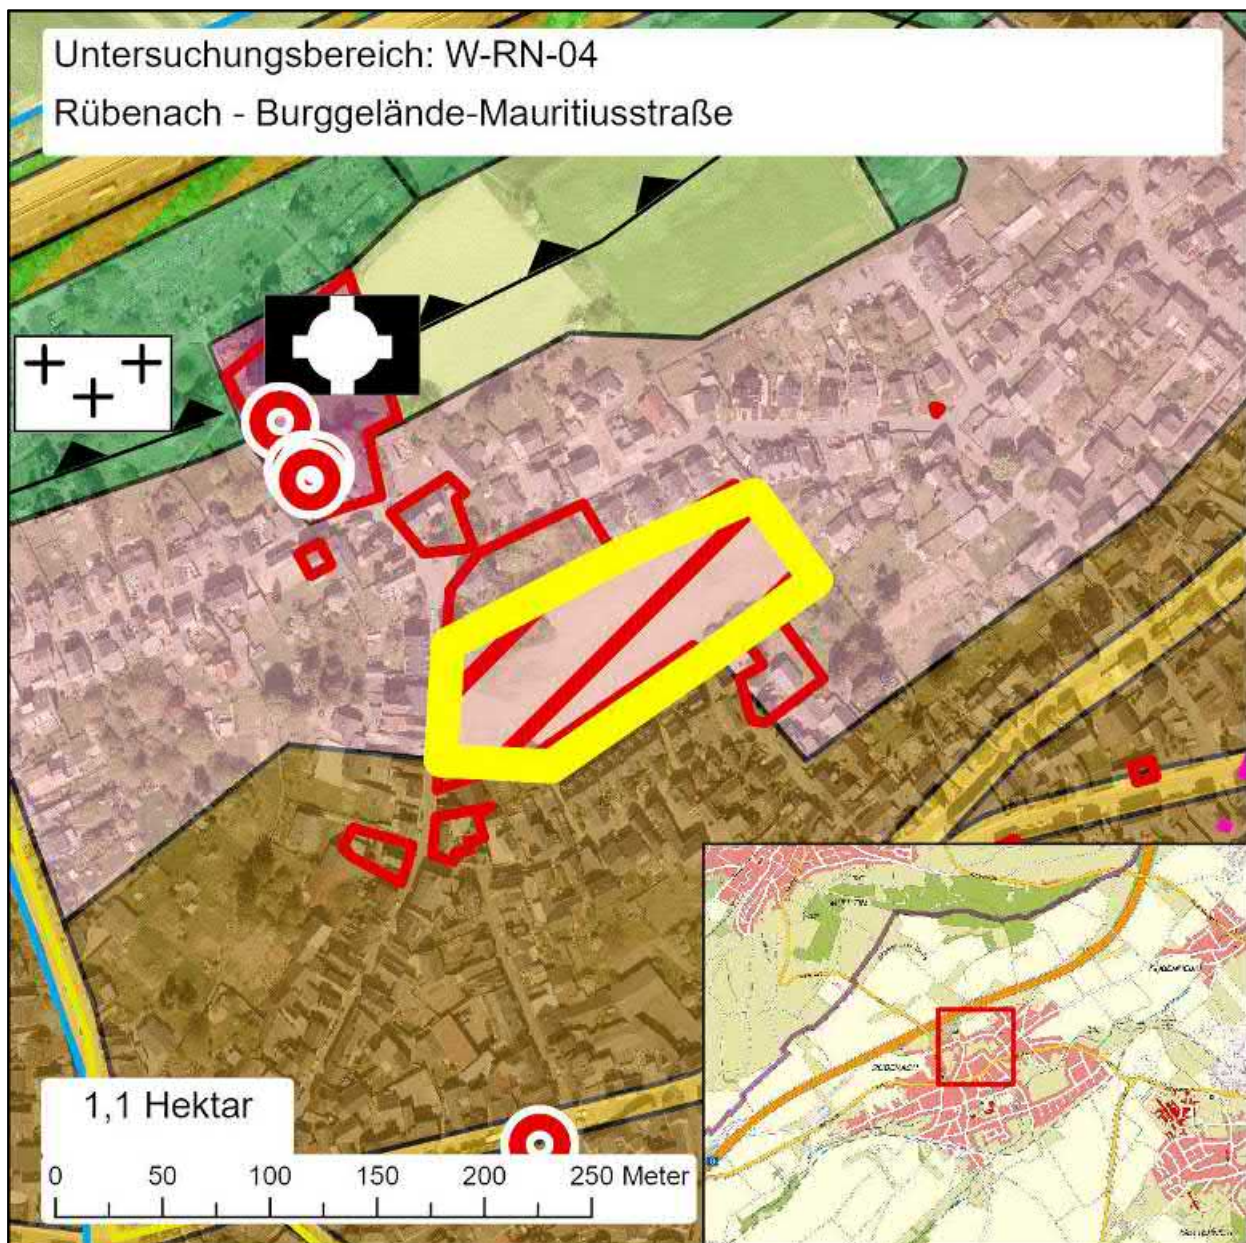 Untersuchungsbereich: W-RN-04
Rübenach - Burggelände-Mauritiusstraße
1,1 Hektar
0 50 100 150 200 250 Meter